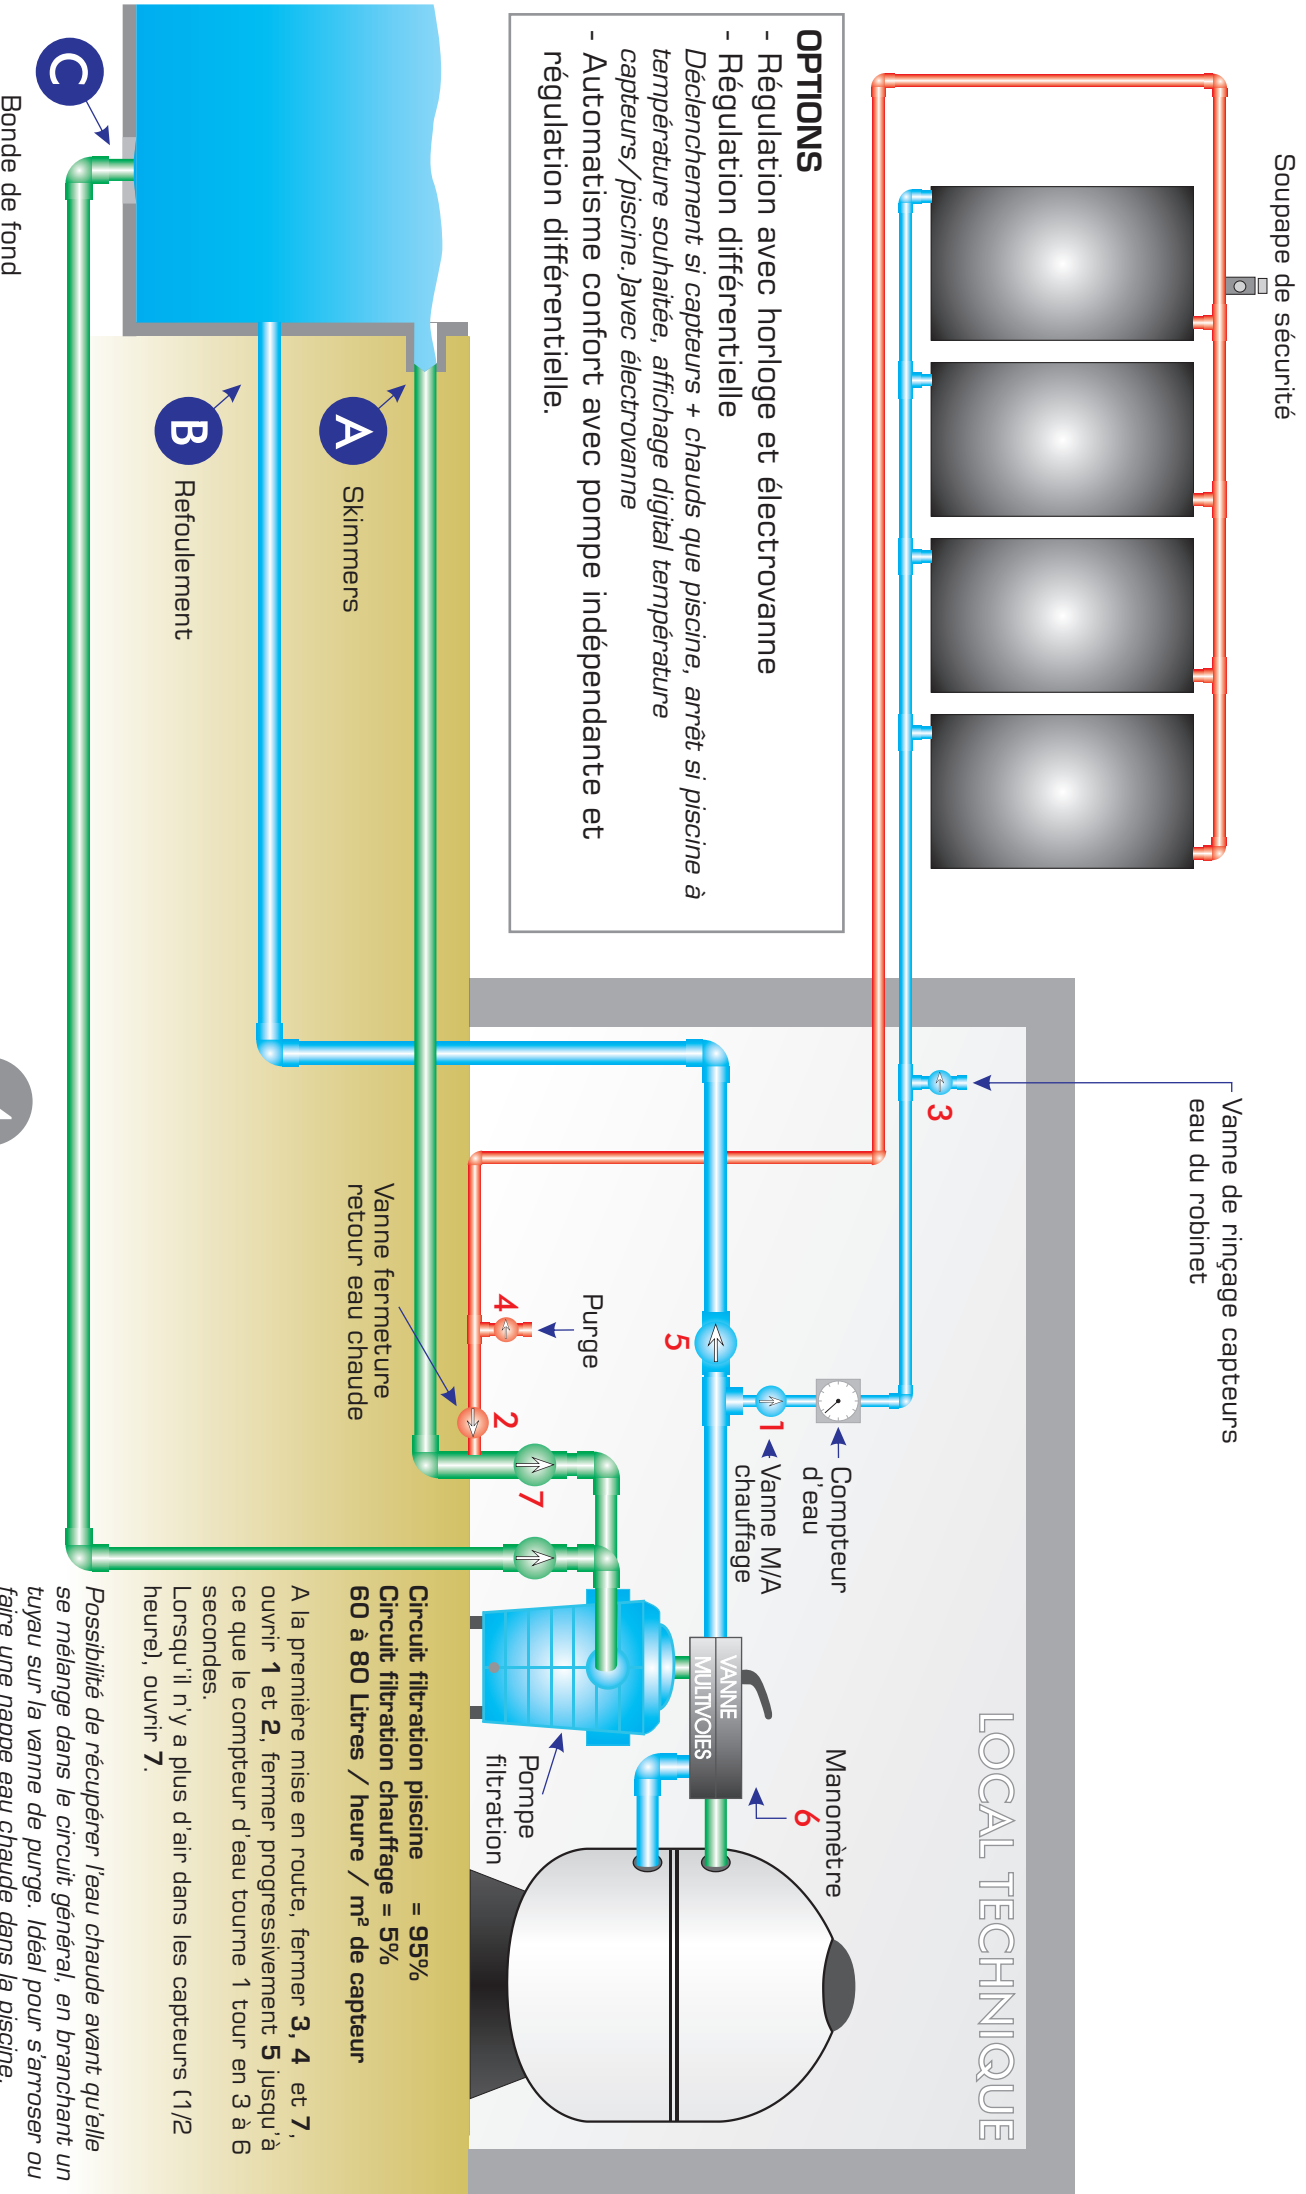 Soupape de sécurité
Vanne de rinçage capteurs
eau du robinet
3
OPTIONS
- Régulation avec horloge et électrovanne
- Régulation différentielle
Déclenchement si capteurs + chauds que piscine, arrêt si piscine à
température souhaitée, affichage digital température
capteurs/piscine.)avec électrovanne
- Automatisme confort avec pompe indépendante et
régulation différentielle.
LOCAL TECHNIQUE
Compteur
d'eau
1
Vanne M/A
chauffage
5
Manomètre
6
VANNE
MULTIVOIES
Purge
4
2
Vanne fermeture
retour eau chaude
7
Pompe
filtration
A
Skimmers
B
Refoulement
C
Bonde de fond
Circuit filtration piscine = 95%
Circuit filtration chauffage = 5%
60 à 80 Litres / heure / m² de capteur
A la première mise en route, fermer 3, 4 et 7,
ouvrir 1 et 2, fermer progressivement 5 jusqu'à
ce que le compteur d'eau tourne 1 tour en 3 à 6
secondes.
Lorsqu'il n'y a plus d'air dans les capteurs (1/2
heure), ouvrir 7.
Possibilité de récupérer l'eau chaude avant qu'elle
se mélange dans le circuit général, en branchant un
tuyau sur la vanne de purge. Idéal pour s'arroser ou
faire une nappe eau chaude dans la piscine.